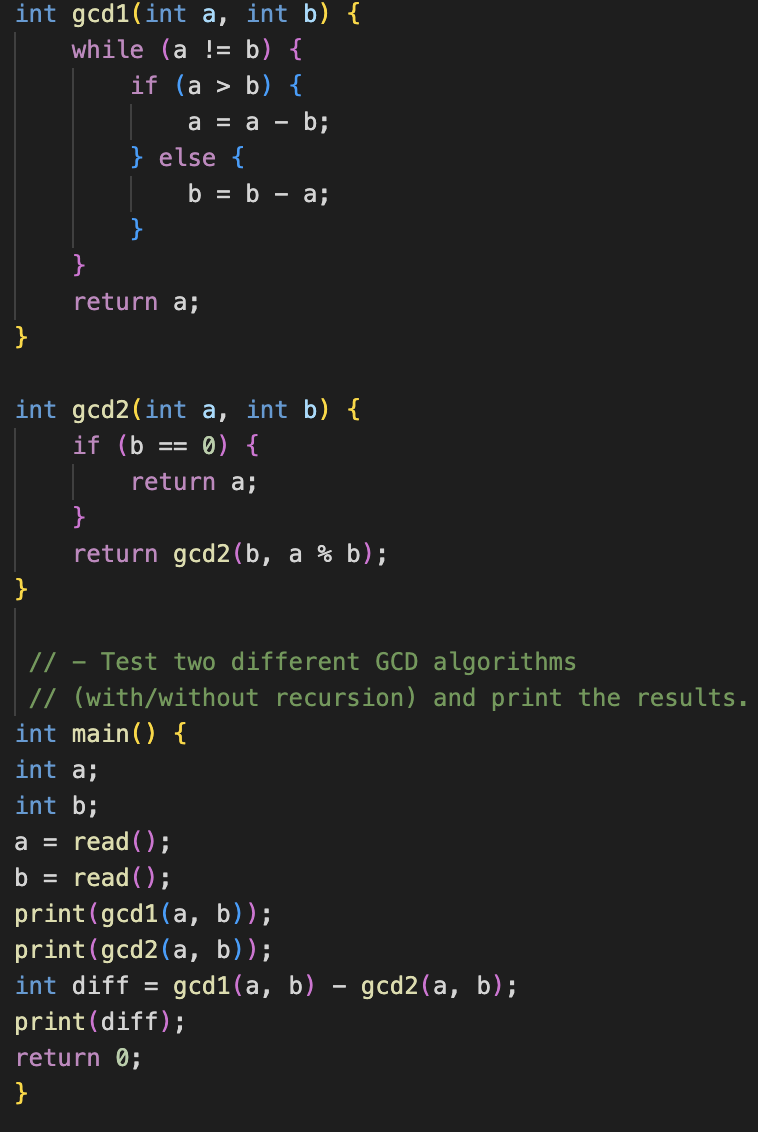 int gcd1(int a, int b) {
    while (a != b) {
        if (a > b) {
            a = a - b;
        } else {
            b = b - a;
        }
    }
    return a;
}

int gcd2(int a, int b) {
    if (b == 0) {
        return a;
    }
    return gcd2(b, a % b);
}

 // - Test two different GCD algorithms
 // (with/without recursion) and print the results.
int main() {
int a;
int b;
a = read();
b = read();
print(gcd1(a, b));
print(gcd2(a, b));
int diff = gcd1(a, b) - gcd2(a, b);
print(diff);
return 0;
}